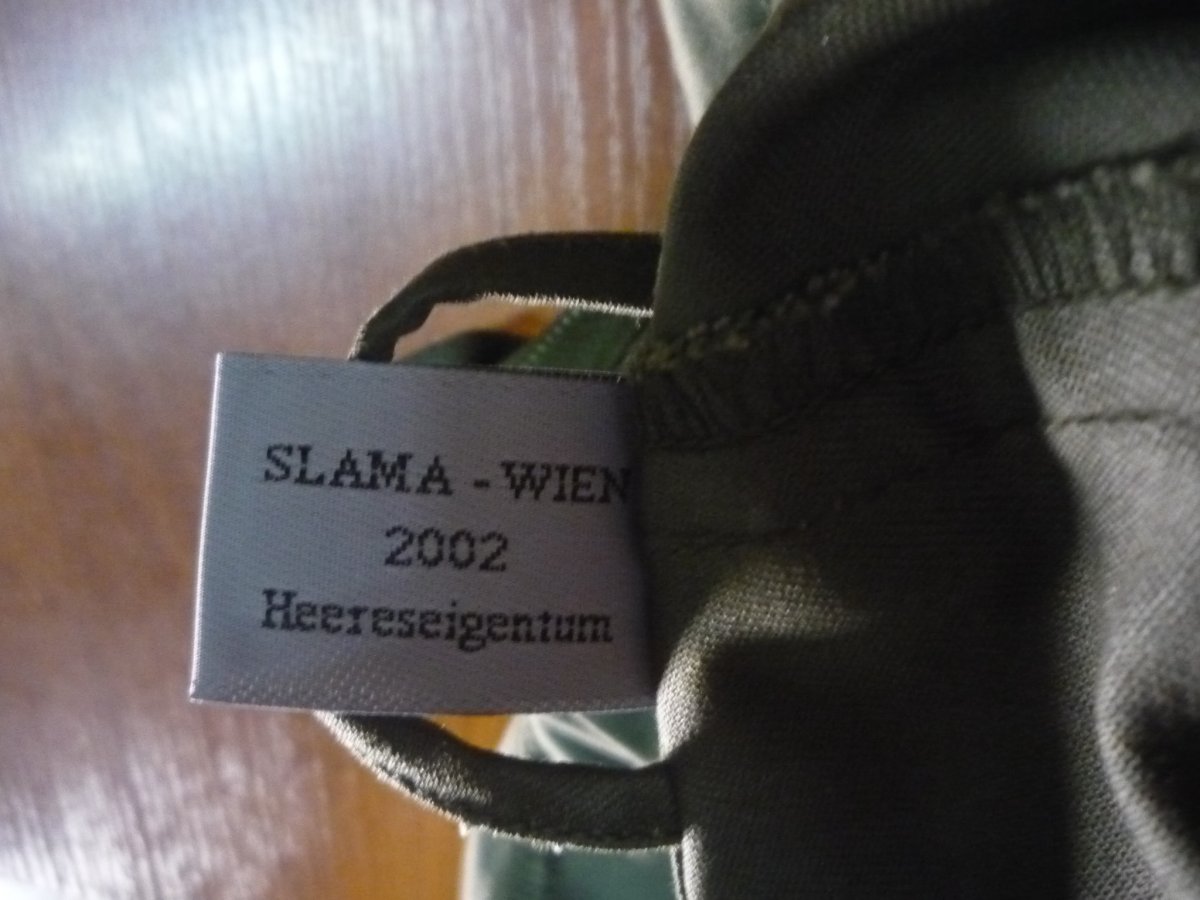 SLAMA - WIEN
2002
Heereseigentum